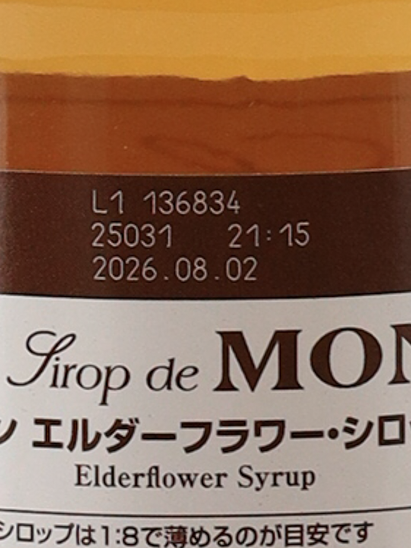 L1 136834
25031 21:15
2026.08.02
Sirop de MON
ン エルダーフラワー・シロ
Elderflower Syrup
シロップは1:8で薄めるのが目安です